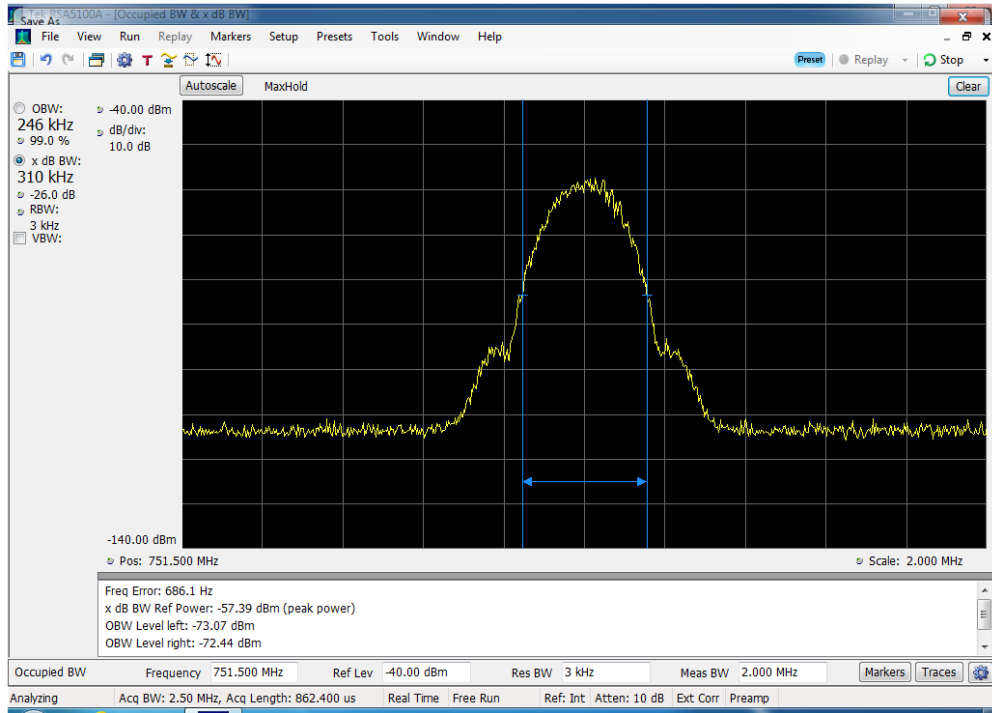 Tek RSA5100A - [Occupied BW & x dB BW]
Save As
File View Run Replay Markers Setup Presets Tools Window Help
T Preset Replay Stop
Autoscale MaxHold Clear
OBW:
246 kHz
99.0 %
x dB BW:
310 kHz
-26.0 dB
RBW:
3 kHz
VBW:
-40.00 dBm
dB/div:
10.0 dB
-140.00 dBm
Pos: 751.500 MHz Scale: 2.000 MHz
Freq Error: 686.1 Hz
x dB BW Ref Power: -57.39 dBm (peak power)
OBW Level left: -73.07 dBm
OBW Level right: -72.44 dBm
Occupied BW Frequency 751.500 MHz Ref Lev -40.00 dBm Res BW 3 kHz Meas BW 2.000 MHz Markers Traces
Analyzing Acq BW: 2.50 MHz, Acq Length: 862.400 us Real Time Free Run Ref: Int Atten: 10 dB Ext Corr Preamp